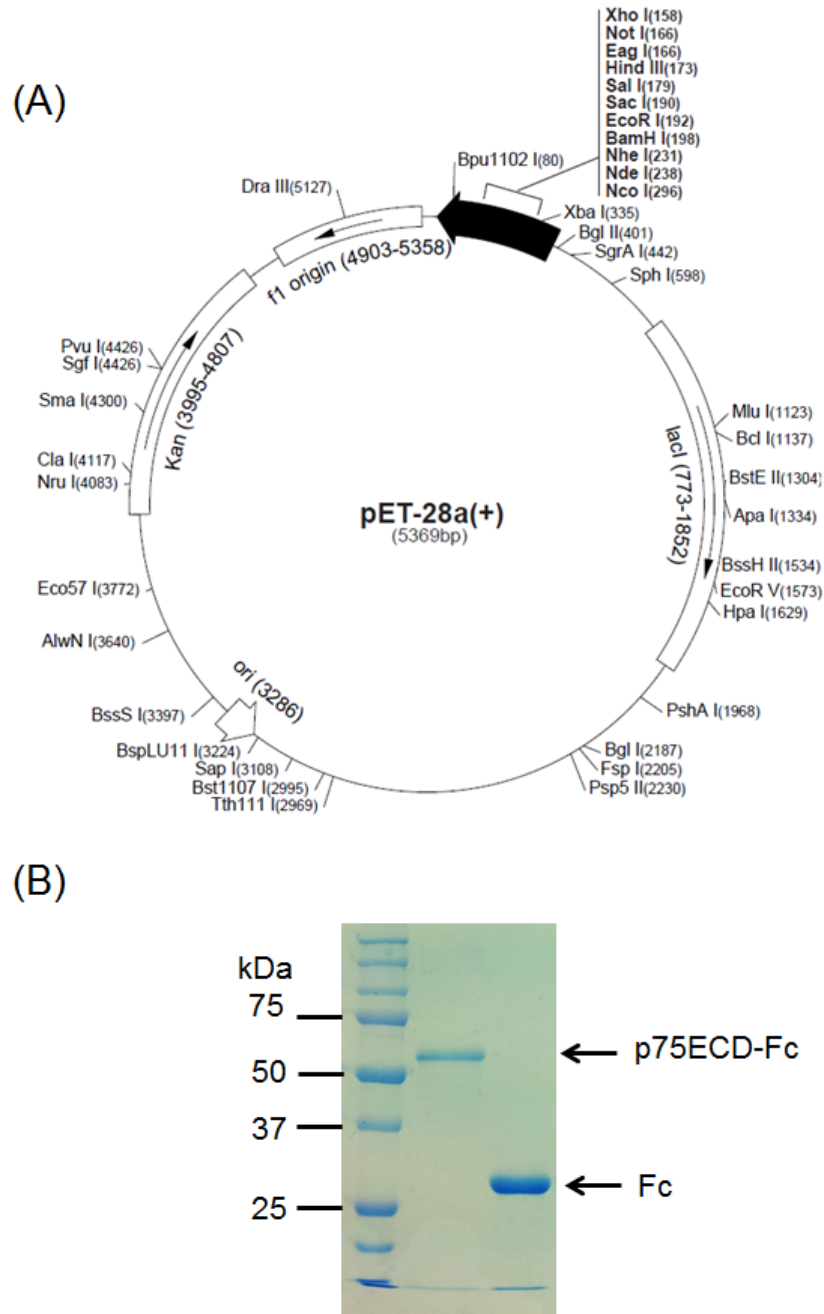 (A)
Xho I(158)
Not I(166)
Eag I(166)
Hind III(173)
Sal I(179)
Sac I(190)
EcoR I(192)
BamH I(198)
Nhe I(231)
Nde I(238)
Nco I(296)
Bpu1102 I(80)
Dra III(5127)
Xba I(335)
Bgl II(401)
SgrA I(442)
Sph I(598)
f1 origin (4903-5358)
Pvu I(4426)
Sgf I(4426)
Sma I(4300)
Kan (3995-4807)
Cla I(4117)
Nru I(4083)
lacI (773-1852)
Mlu I(1123)
Bcl I(1137)
BstE II(1304)
Apa I(1334)
pET-28a(+)
(5369bp)
BssH II(1534)
EcoR V(1573)
Hpa I(1629)
Eco57 I(3772)
AlwN I(3640)
ori (3286)
BssS I(3397)
PshA I(1968)
BspLU11 I(3224)
Sap I(3108)
Bst1107 I(2995)
Tth111 I(2969)
Bgl I(2187)
Fsp I(2205)
Psp5 II(2230)
(B)
kDa
75
50
37
25
p75ECD-Fc
Fc